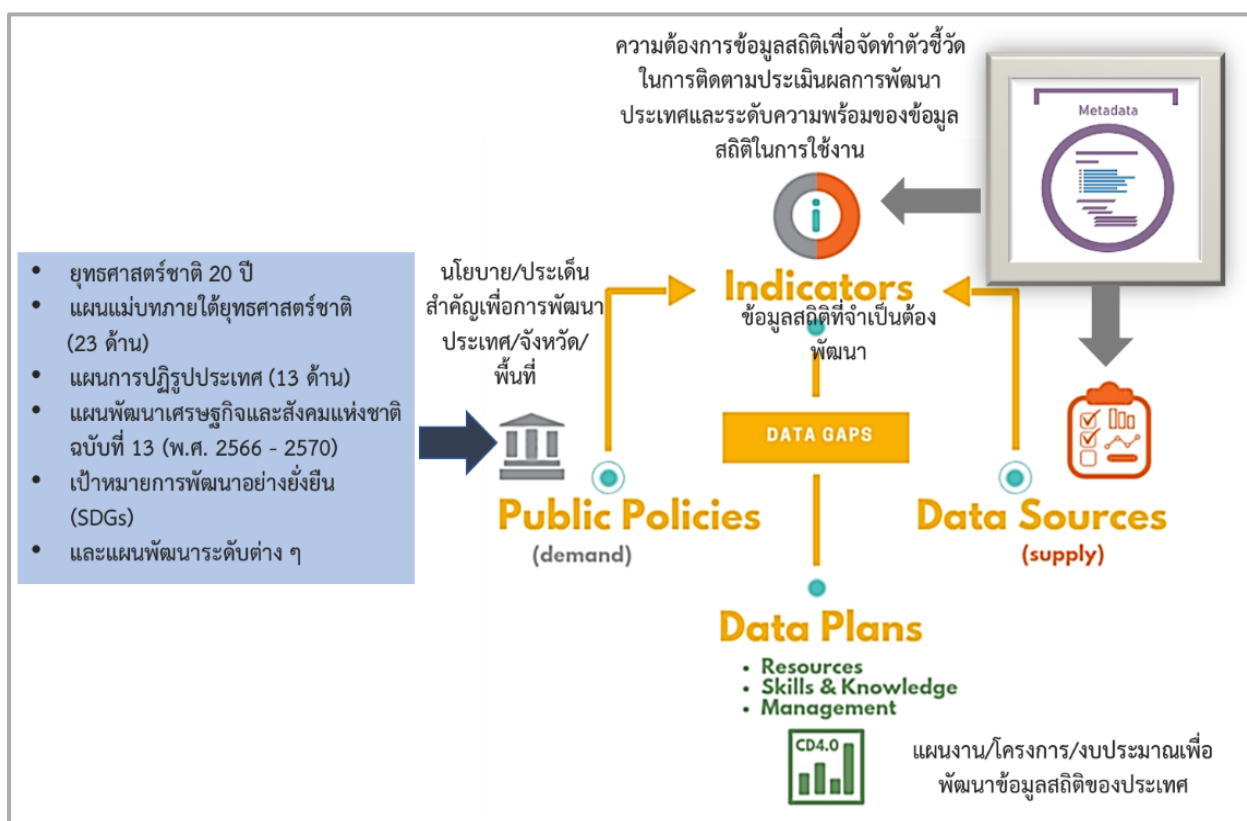 ความต้องการข้อมูลสถิติเพื่อจัดทำตัวชี้วัด
ในการติดตามประเมินผลการพัฒนา
ประเทศและระดับความพร้อมของข้อมูล
สถิติในการใช้งาน
Metadata
• ยุทธศาสตร์ชาติ 20 ปี
• แผนแม่บทภายใต้ยุทธศาสตร์ชาติ
(23 ด้าน)
• แผนการปฏิรูปประเทศ (13 ด้าน)
• แผนพัฒนาเศรษฐกิจและสังคมแห่งชาติ
ฉบับที่ 13 (พ.ศ. 2566 - 2570)
• เป้าหมายการพัฒนาอย่างยั่งยืน
(SDGs)
• และแผนพัฒนาระดับต่าง ๆ
นโยบาย/ประเด็น
สำคัญเพื่อการพัฒนา
ประเทศ/จังหวัด/
พื้นที่
i
Indicators
ข้อมูลสถิติที่จำเป็นต้อง
พัฒนา
DATA GAPS
Public Policies
(demand)
Data Sources
(supply)
Data Plans
• Resources
• Skills & Knowledge
• Management
CD4.0
แผนงาน/โครงการ/งบประมาณเพื่อ
พัฒนาข้อมูลสถิติของประเทศ